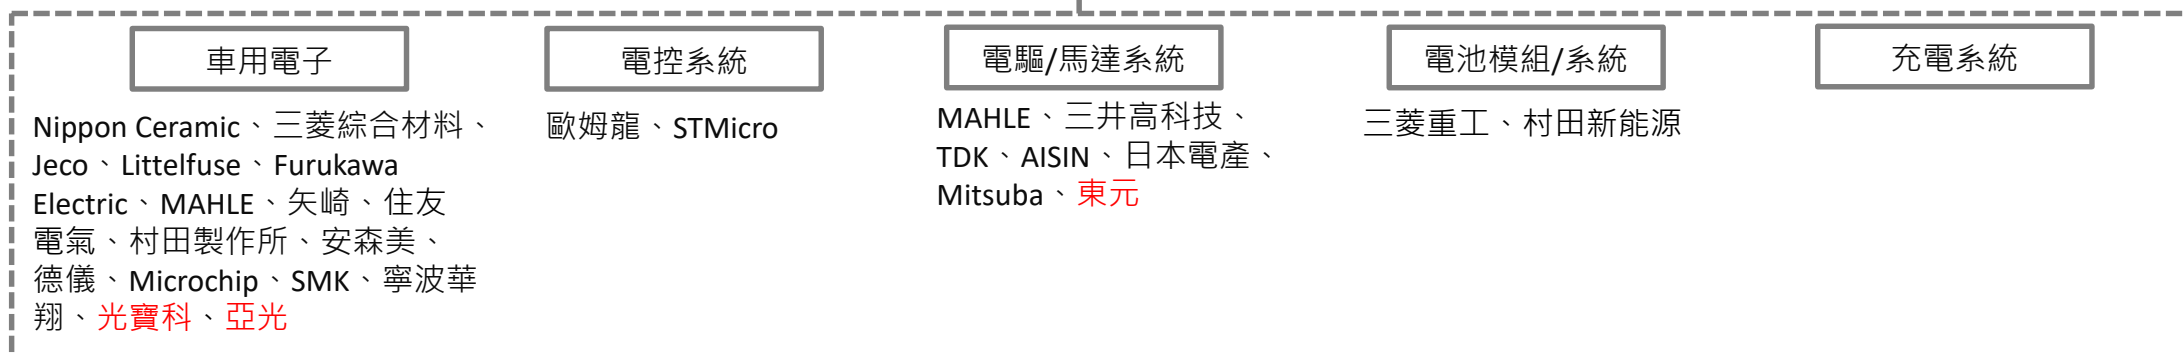 車用電子
Nippon Ceramic、三菱綜合材料、
Jeco、Littelfuse、Furukawa
Electric、MAHLE、矢崎、住友
電氣、村田製作所、安森美、
德儀、Microchip、SMK、寧波華
翔、光寶科、亞光
電控系統
歐姆龍、STMicro
電驅/馬達系統
MAHLE、三井高科技、
TDK、AISIN、日本電產、
Mitsuba、東元
電池模組/系統
三菱重工、村田新能源
充電系統